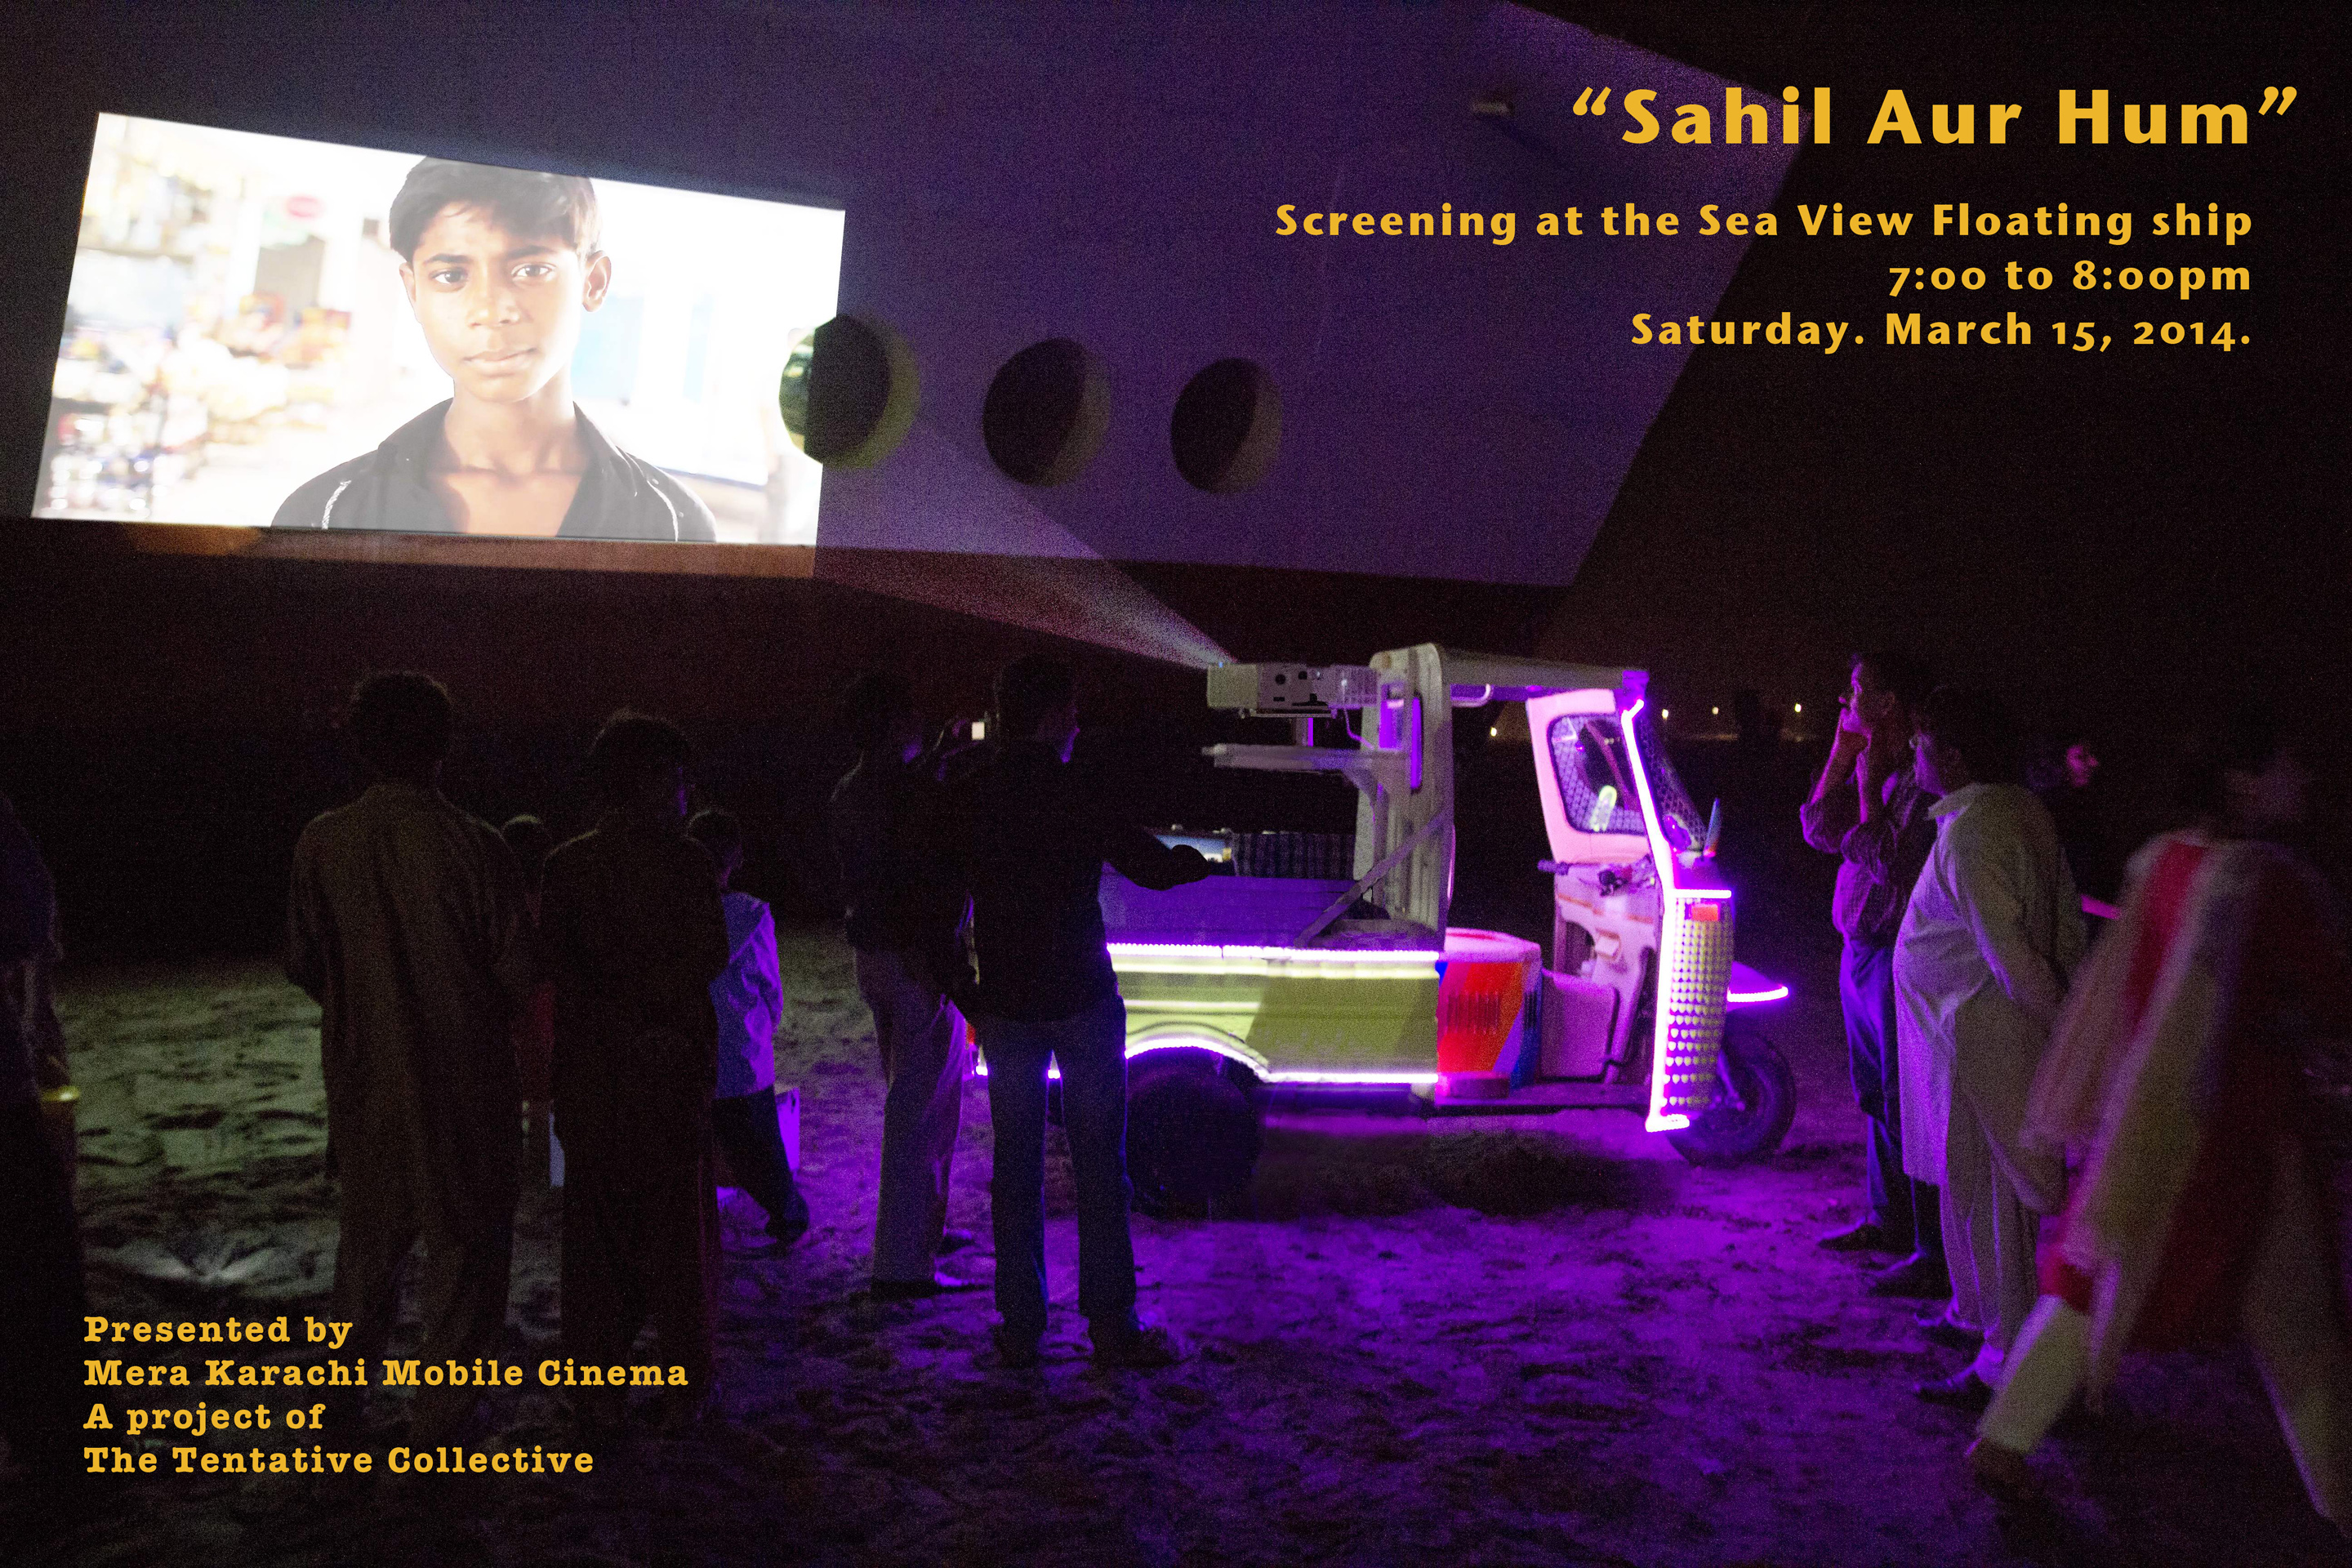 “Sahil Aur Hum”
Screening at the Sea View Floating ship
7:00 to 8:00pm
Saturday. March 15, 2014.
Presented by
Mera Karachi Mobile Cinema
A project of
The Tentative Collective